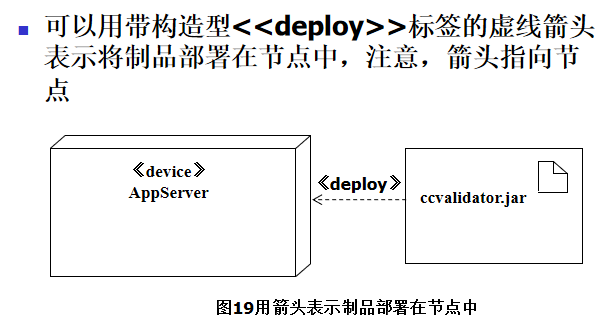 可以用带构造型<<deploy>>标签的虚线箭头
表示将制品部署在节点中，注意，箭头指向节
点
《device》
AppServer
《deploy》
ccvalidator.jar
图19用箭头表示制品部署在节点中